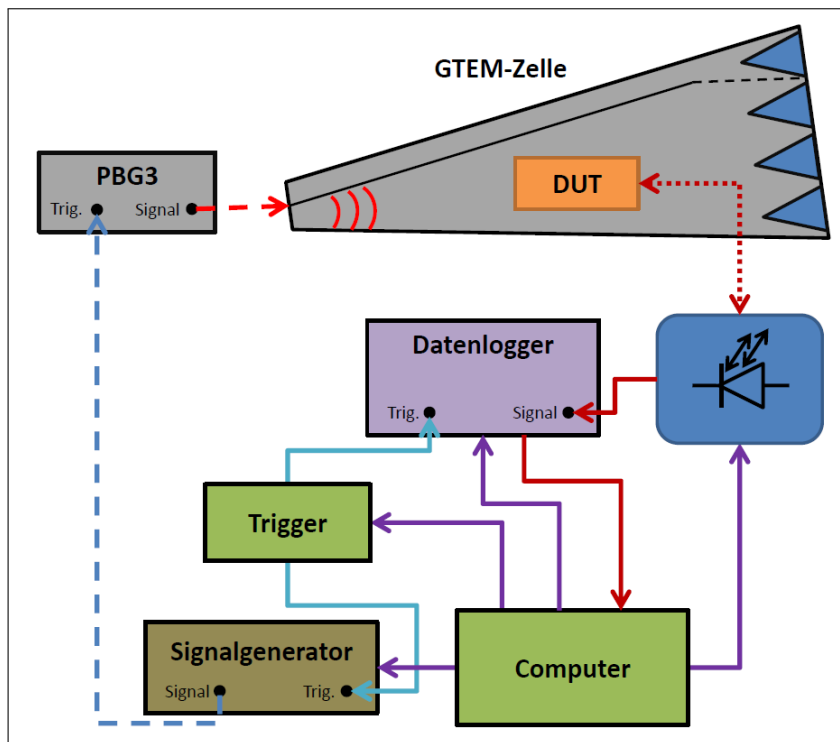 GTEM-Zelle
PBG3
Trig. Signal
DUT
Datenlogger
Trig. Signal
Trigger
Signalgenerator
Signal Trig.
Computer